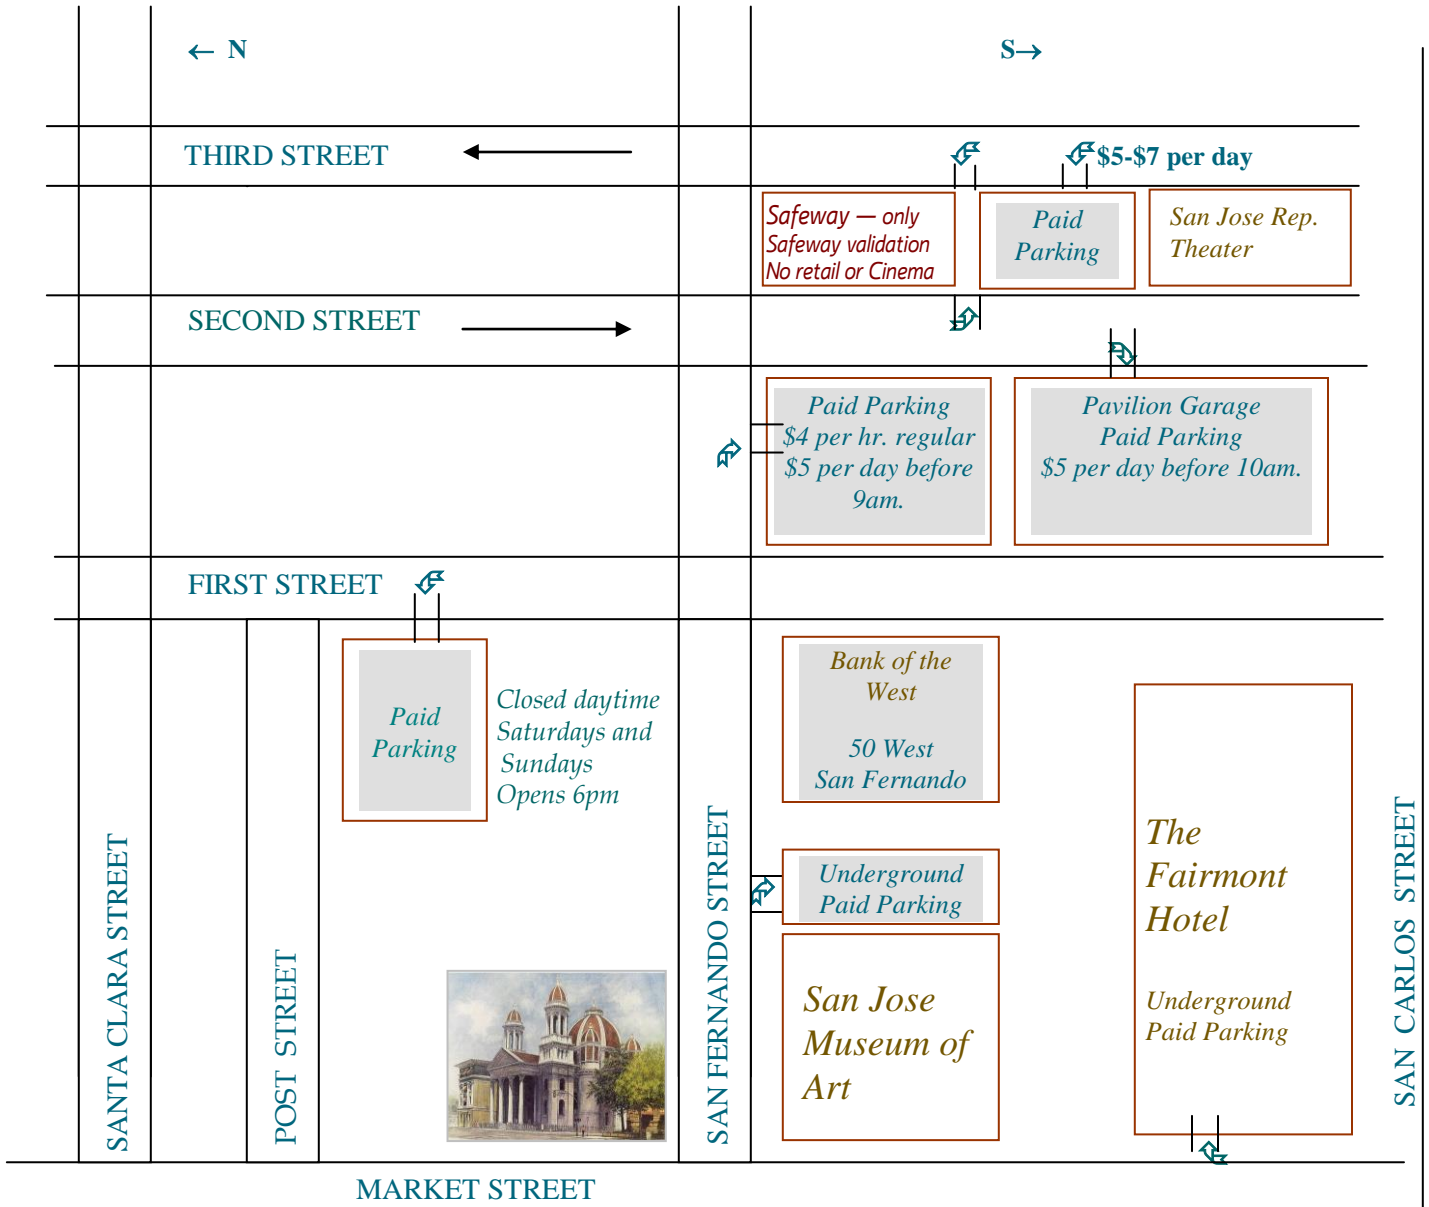 ← N
S→
THIRD STREET
$5-$7 per day
Safeway — only
Safeway validation
No retail or Cinema
Paid
Parking
San Jose Rep.
Theater
SECOND STREET
Paid Parking
$4 per hr. regular
$5 per day before
9am.
Pavilion Garage
Paid Parking
$5 per day before 10am.
FIRST STREET
Paid
Parking
Closed daytime
Saturdays and
Sundays
Opens 6pm
Bank of the
West
50 West
San Fernando
Underground
Paid Parking
San Jose
Museum of
Art
The
Fairmont
Hotel
Underground
Paid Parking
SANTA CLARA STREET
POST STREET
SAN FERNANDO STREET
SAN CARLOS STREET
MARKET STREET